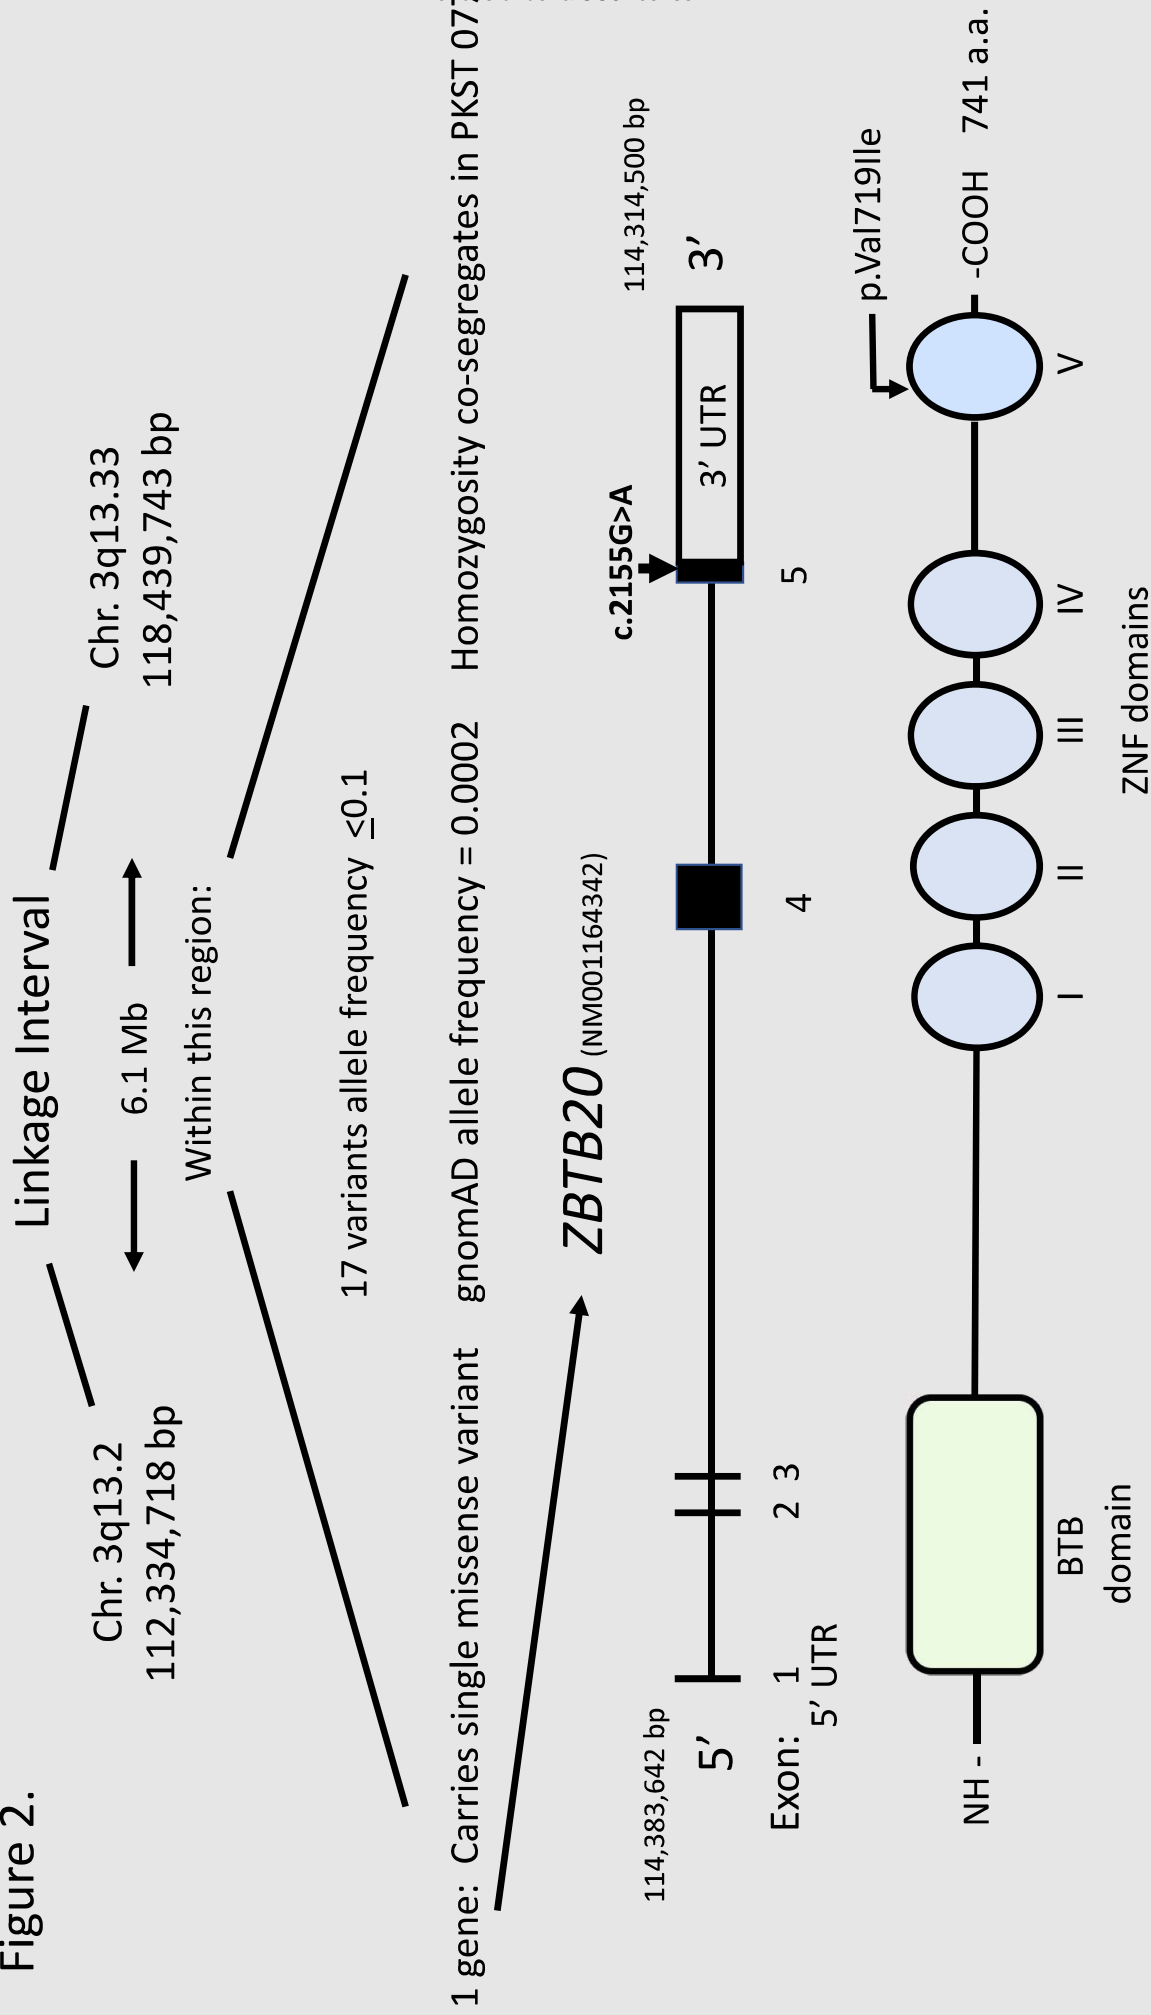 Figure 2.
Linkage Interval
Chr. 3q13.2
112,334,718 bp
Chr. 3q13.33
118,439,743 bp
6.1 Mb
Within this region:
17 variants allele frequency ≤0.1
1 gene: Carries single missense variant gnomAD allele frequency = 0.0002 Homozygosity co-segregates in PKST 07
ZBTB20 (NM001164342)
114,383,642 bp
114,314,500 bp
c.2155G>A
5’
3’ UTR
3’
Exon:
1
2
3
4
5
5’ UTR
p.Val719Ile
NH -
-COOH 741 a.a.
BTB
domain
I
II
III
IV
V
ZNF domains